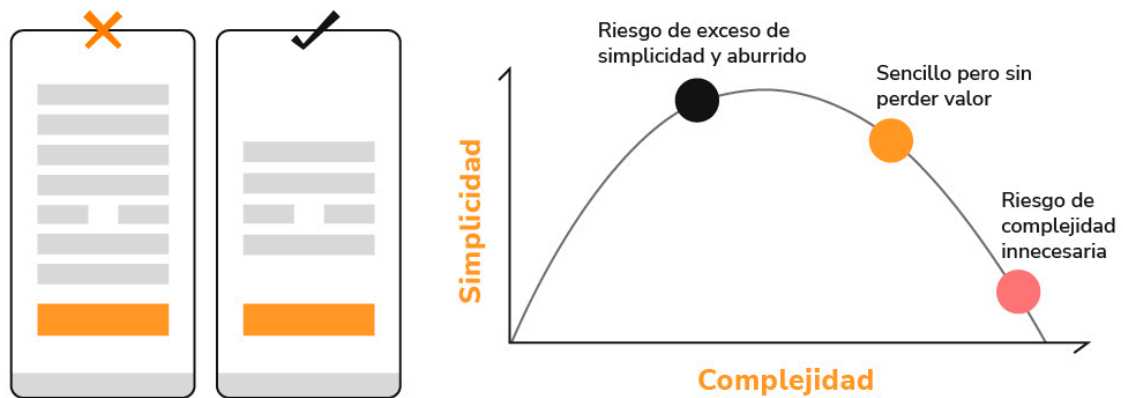 Riesgo de exceso de
simplicidad y aburrido
Sencillo pero sin
perder valor
Riesgo de
complejidad
innecesaria
Simplicidad
Complejidad